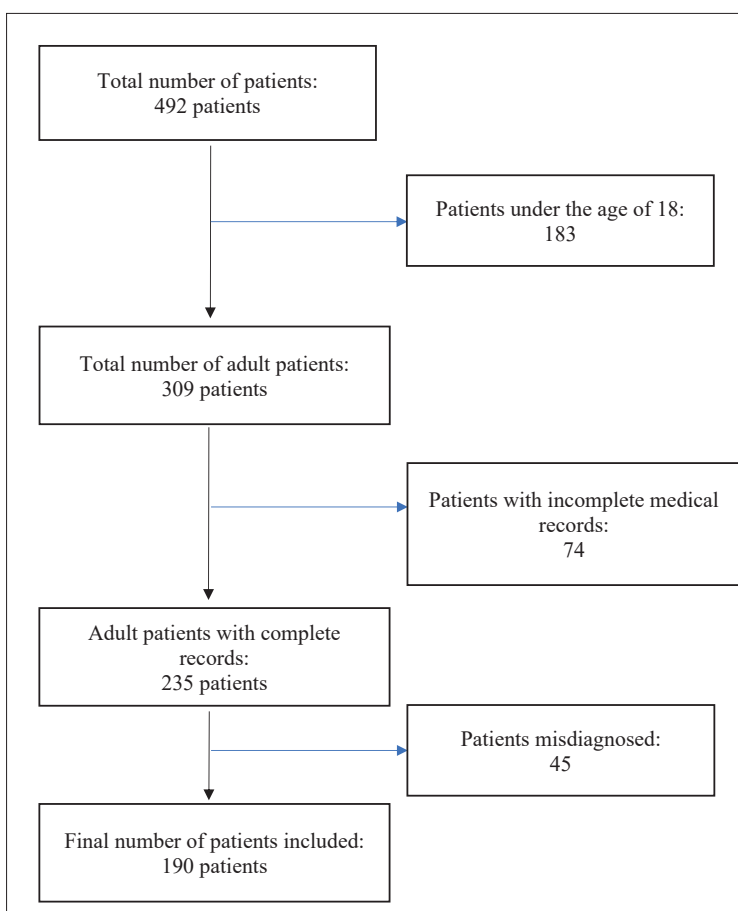 Total number of patients:
492 patients
Patients under the age of 18:
183
Total number of adult patients:
309 patients
Patients with incomplete medical
records:
74
Adult patients with complete
records:
235 patients
Patients misdiagnosed:
45
Final number of patients included:
190 patients